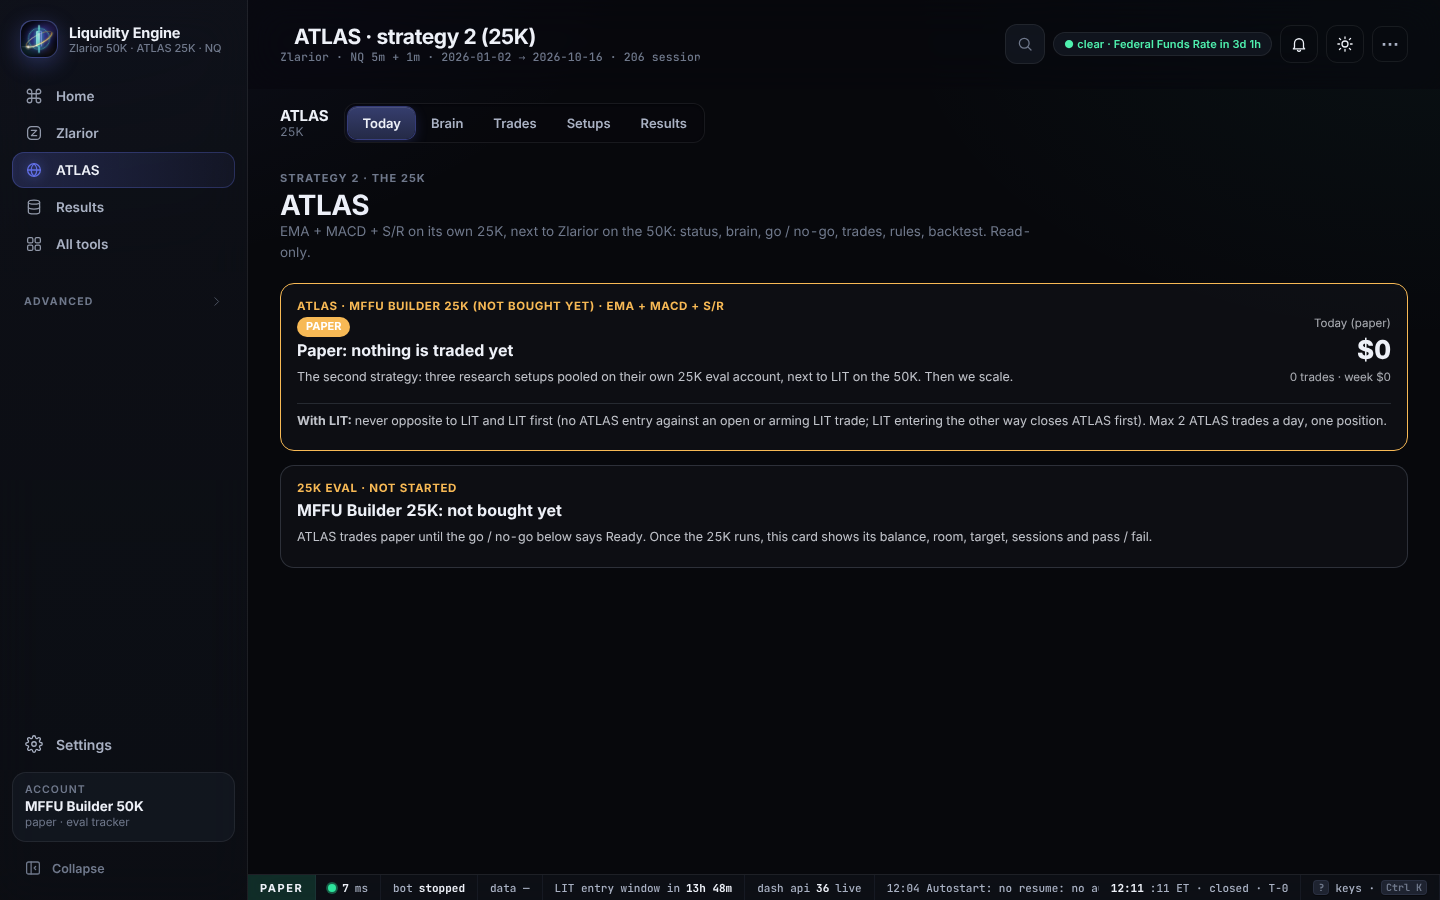 Liquidity Engine
Zlarior 50K · ATLAS 25K · NQ
Home
Zlarior
ATLAS
Results
All tools
ADVANCED
Settings
ACCOUNT
MFFU Builder 50K
paper · eval tracker
Collapse
ATLAS · strategy 2 (25K)
Zlarior · NQ 5m + 1m · 2026-01-02 → 2026-10-16 · 206 session
clear · Federal Funds Rate in 3d 1h
ATLAS
25K
Today
Brain
Trades
Setups
Results
STRATEGY 2 · THE 25K
ATLAS
EMA + MACD + S/R on its own 25K, next to Zlarior on the 50K: status, brain, go / no-go, trades, rules, backtest. Read-
only.
ATLAS · MFFU BUILDER 25K (NOT BOUGHT YET) · EMA + MACD + S/R
PAPER
Paper: nothing is traded yet
The second strategy: three research setups pooled on their own 25K eval account, next to LIT on the 50K. Then we scale.
Today (paper)
$0
0 trades · week $0
With LIT: never opposite to LIT and LIT first (no ATLAS entry against an open or arming LIT trade; LIT entering the other way closes ATLAS first). Max 2 ATLAS trades a day, one position.
25K EVAL · NOT STARTED
MFFU Builder 25K: not bought yet
ATLAS trades paper until the go / no-go below says Ready. Once the 25K runs, this card shows its balance, room, target, sessions and pass / fail.
PAPER
7 ms
bot stopped
data —
LIT entry window in 13h 48m
dash api 36 live
12:04 Autostart: no resume: no
12:11 :11 ET · closed · T-0
? keys · Ctrl K